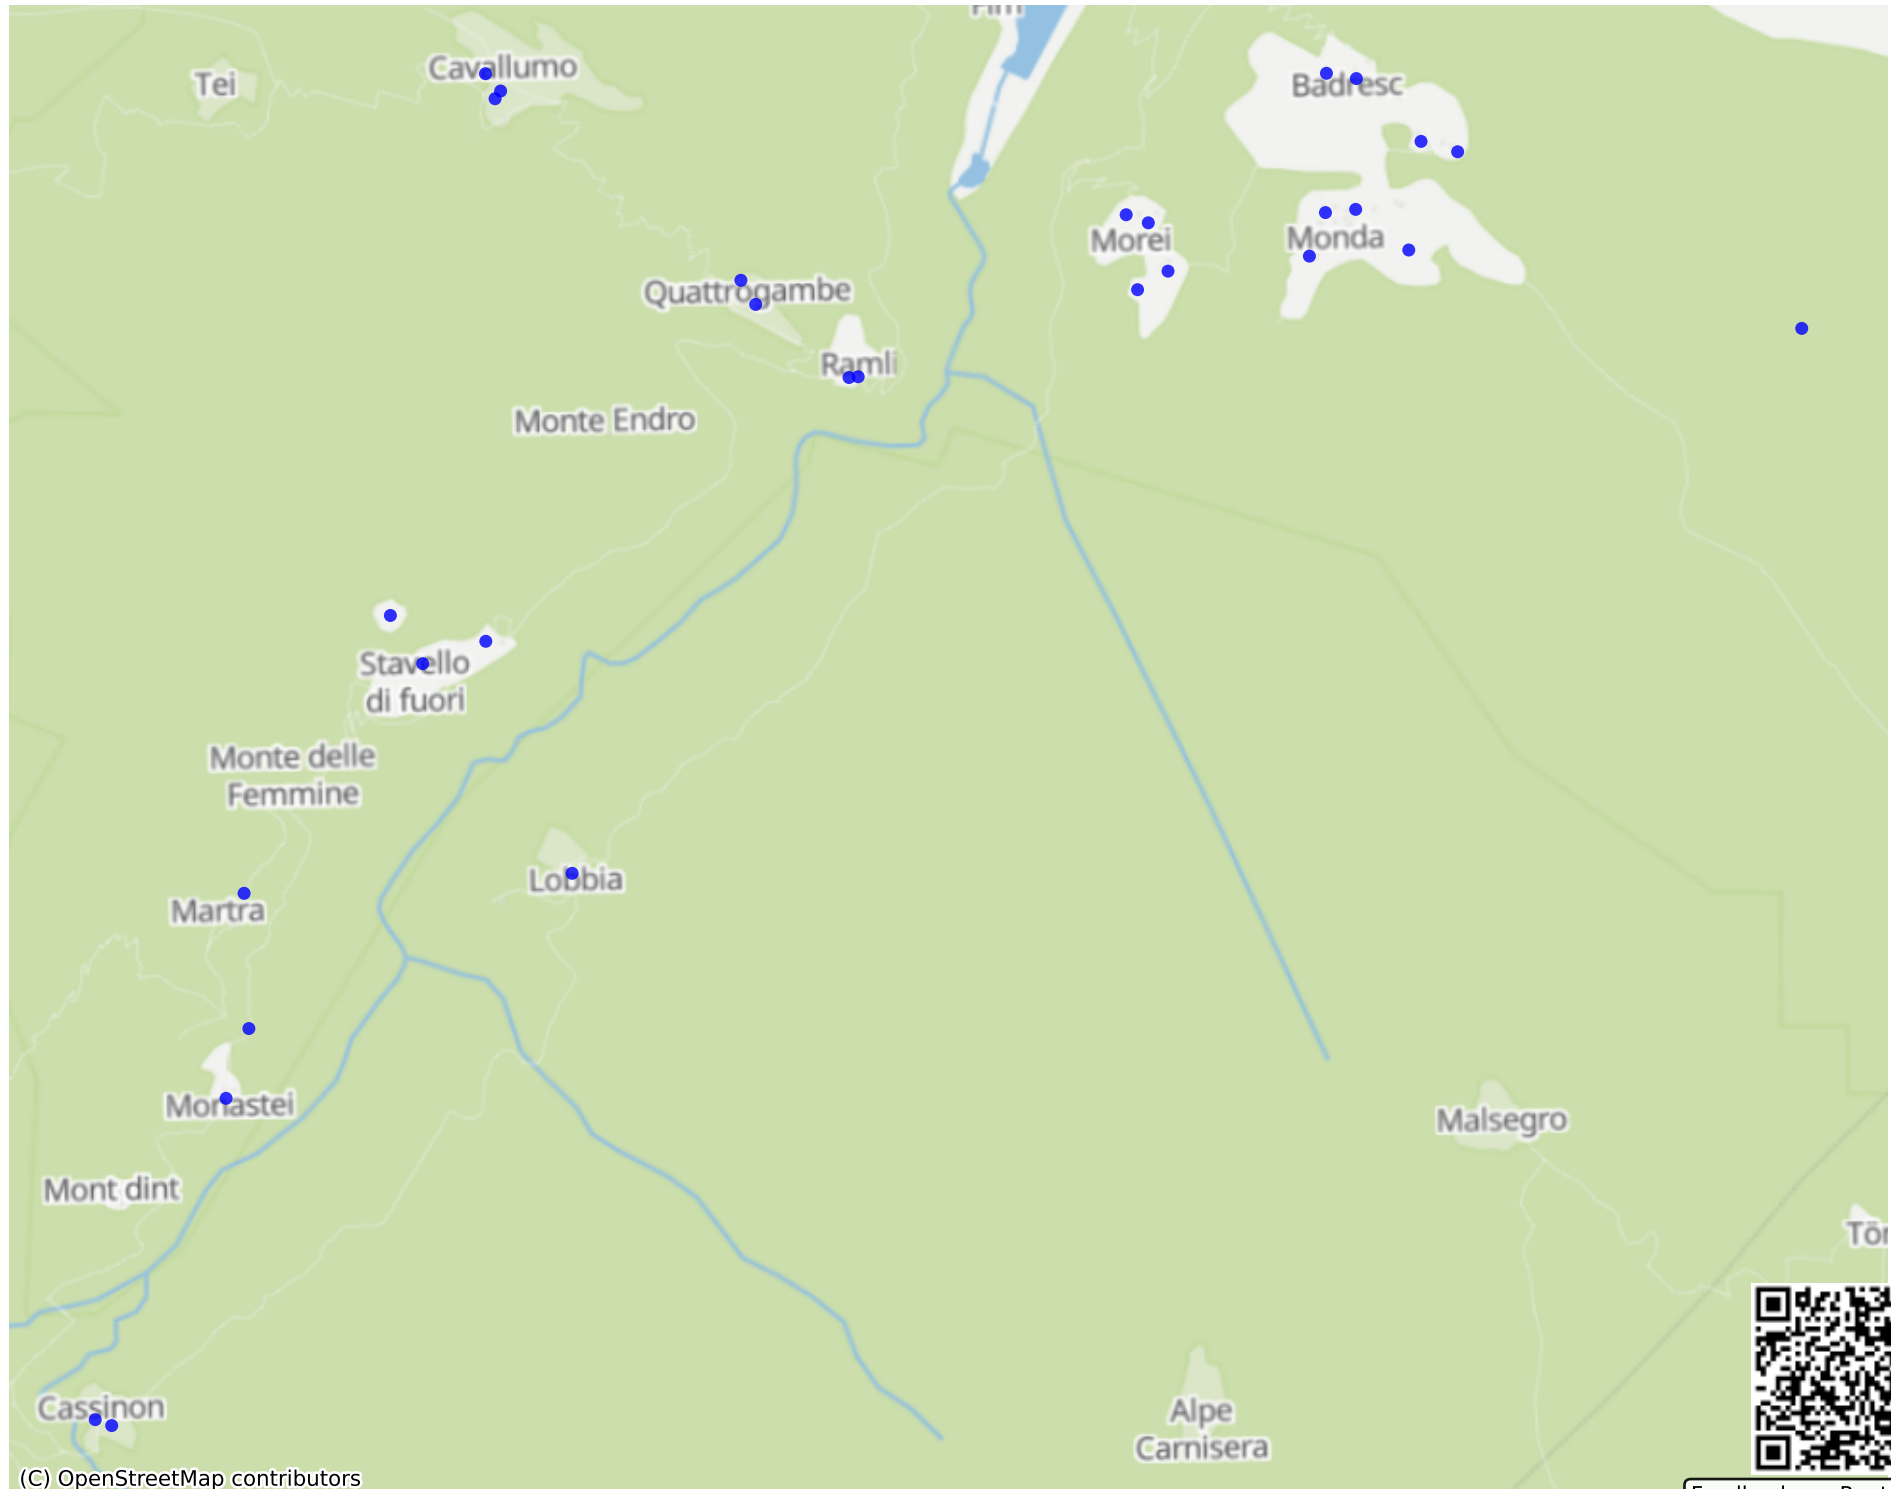 Tei
Cavallumo
Badresc
Morei
Monda
Quattrogambe
Ramli
Monte Endro
Stavello
di fuori
Monte delle
Femmine
Lobbia
Martra
Monastei
Malsegro
Mont dint
Cassinon
Alpe
Carnisera
(C) OpenStreetMap contributors